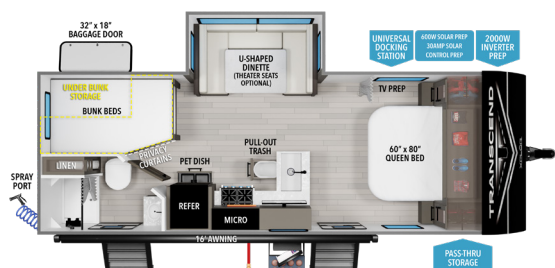 32" x 18"
BAGGAGE DOOR
UNIVERSAL
DOCKING
STATION
600W SOLAR PREP
30AMP SOLAR
CONTROL PREP
2000W
INVERTER
PREP
U-SHAPED
DINETTE
(THEATER SEATS
OPTIONAL)
UNDER BUNK
STORAGE
BUNK BEDS
TV PREP
PRIVACY
CURTAINS
PULL-OUT
TRASH
60" x 80"
QUEEN BED
TRANSCEND
LINEN
PET DISH
SPRAY
PORT
REFER
MICRO
16' AWNING
PASS-THRU
STORAGE